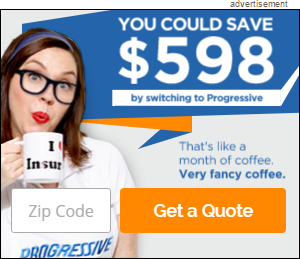 advertisement
YOU COULD SAVE
$598
by switching to Progressive
That's like a
month of coffee.
Very fancy coffee.
I
Insur
Zip Code
Get a Quote
PROGRESSIVE